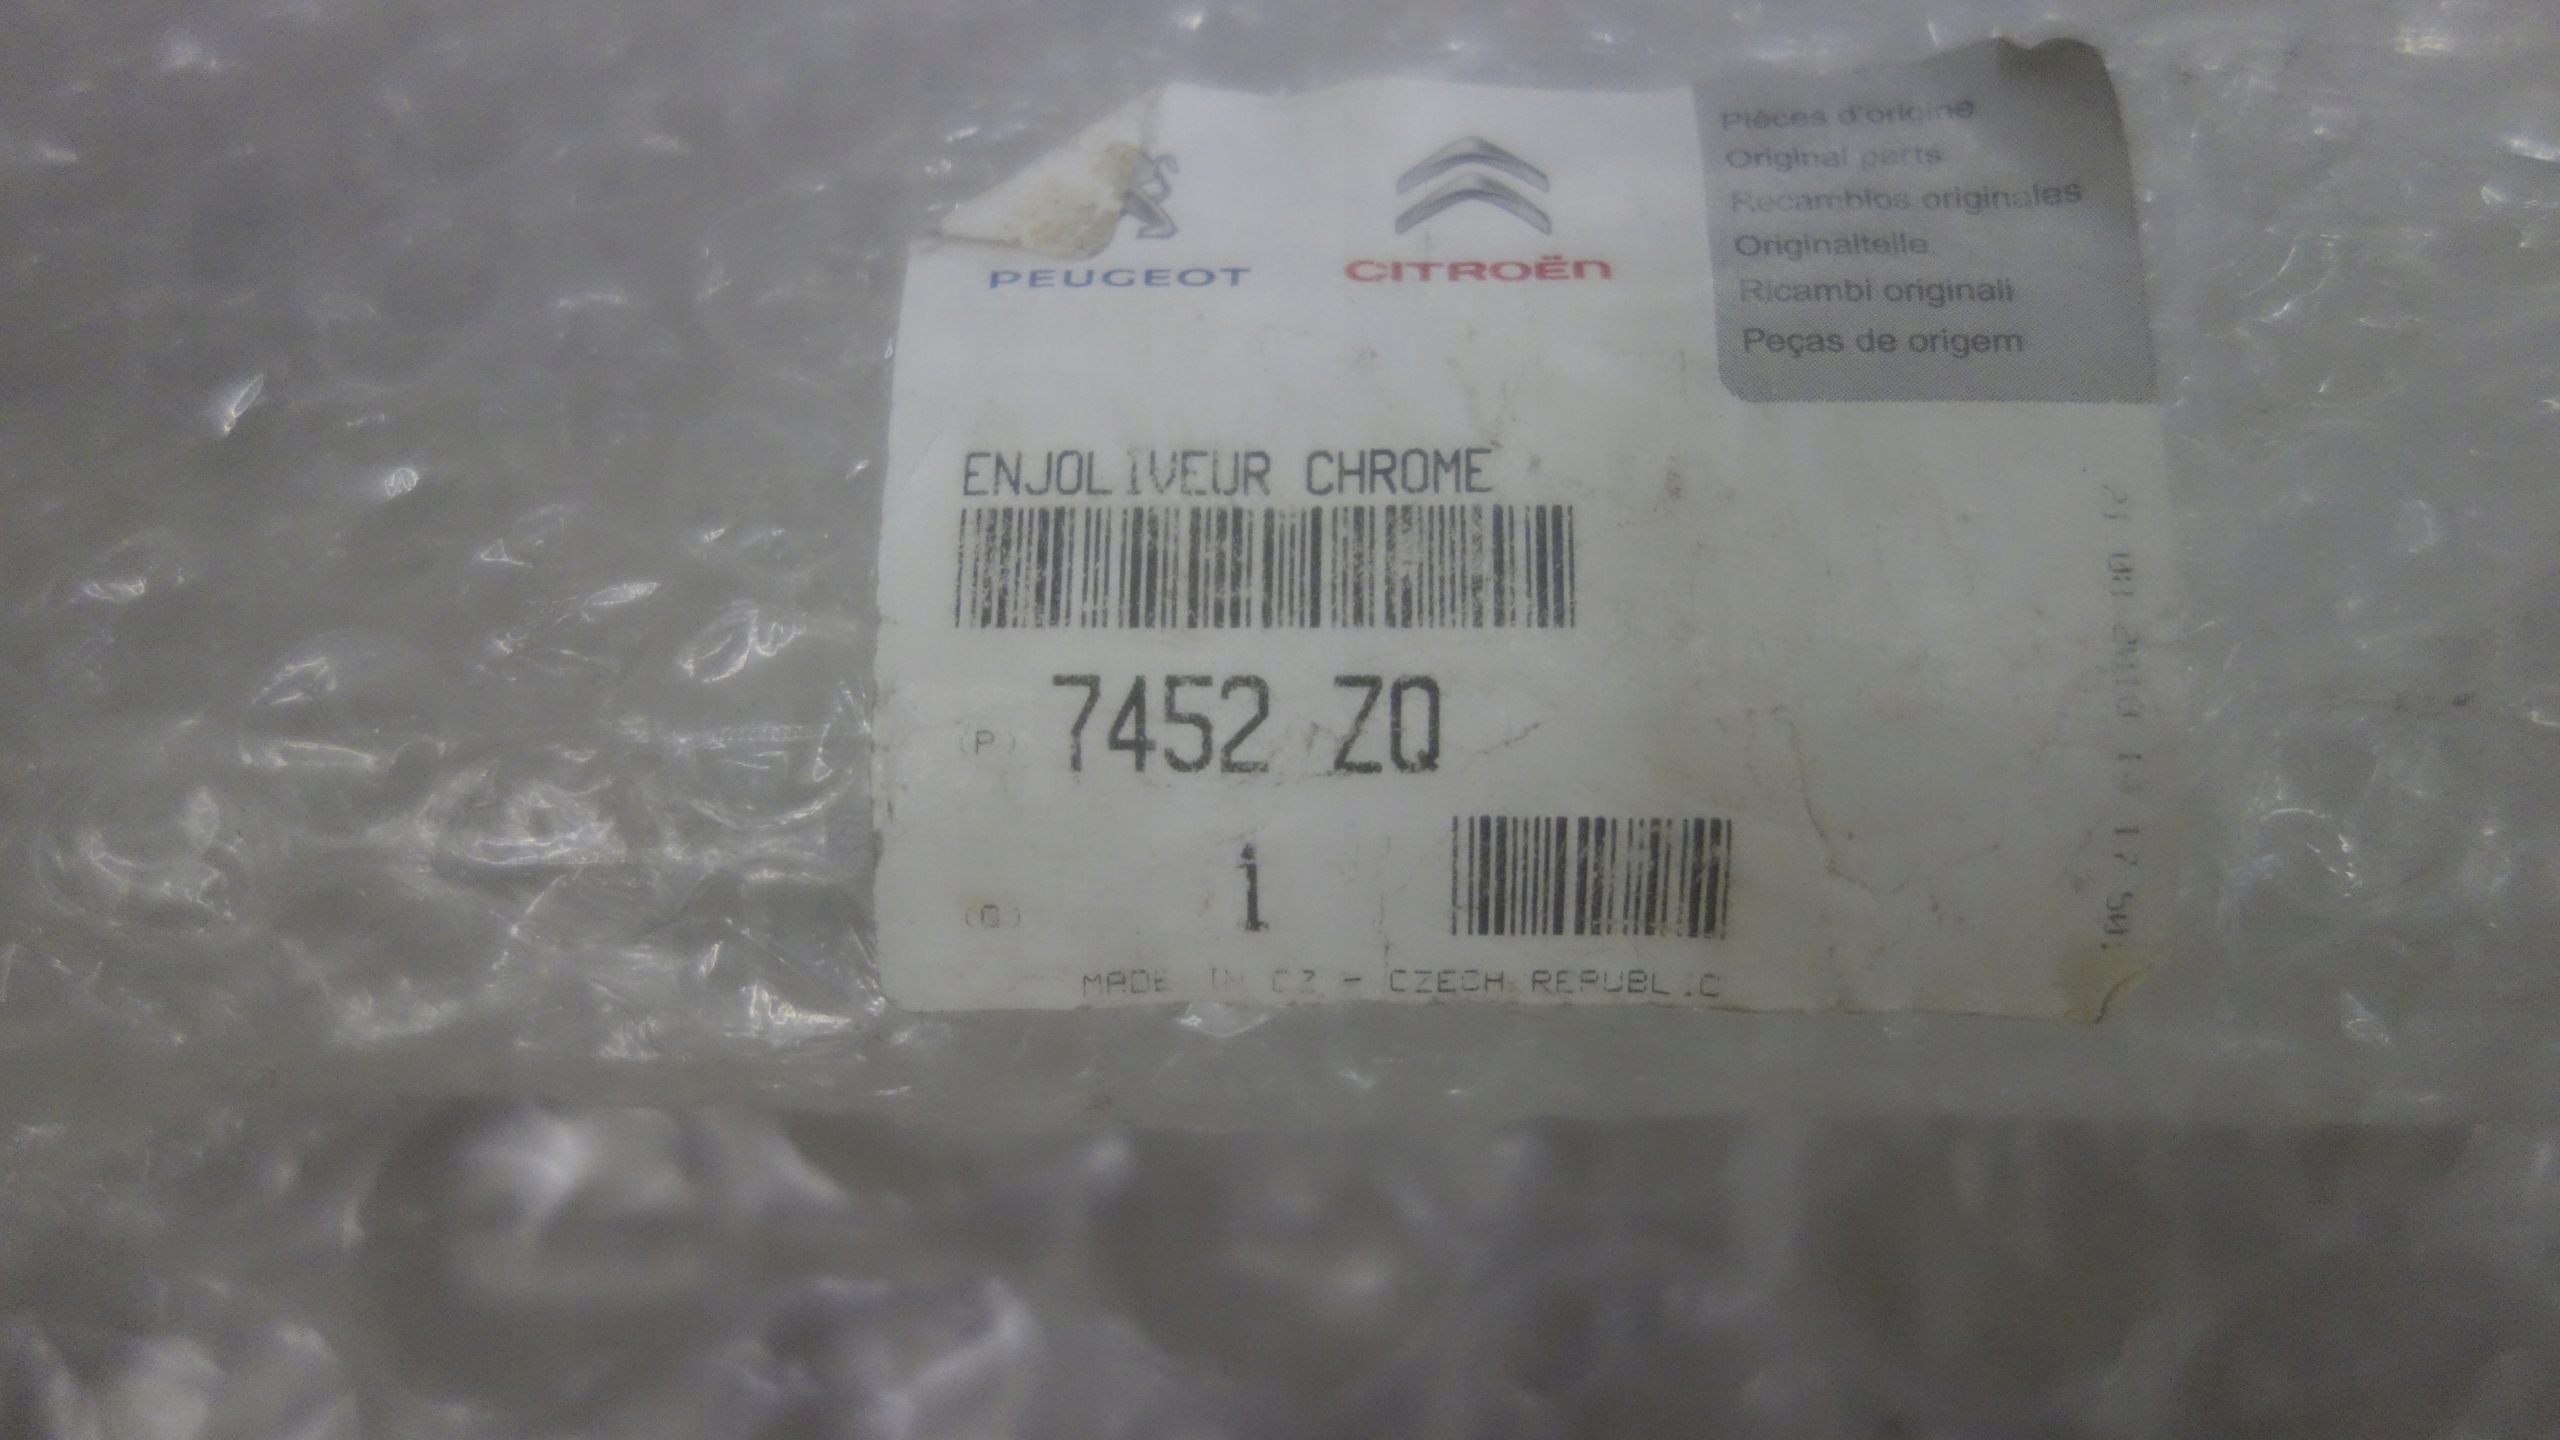 PEUGEOT
CITROËN
Pièces d'origine
Original parts
Recambios originales
Originalteile
Ricambi originali
Peças de origem
ENJOLIVEUR CHROME
(P) 7452 ZQ
(Q) 1
MADE IN CZ - CZECH REPUBLIC